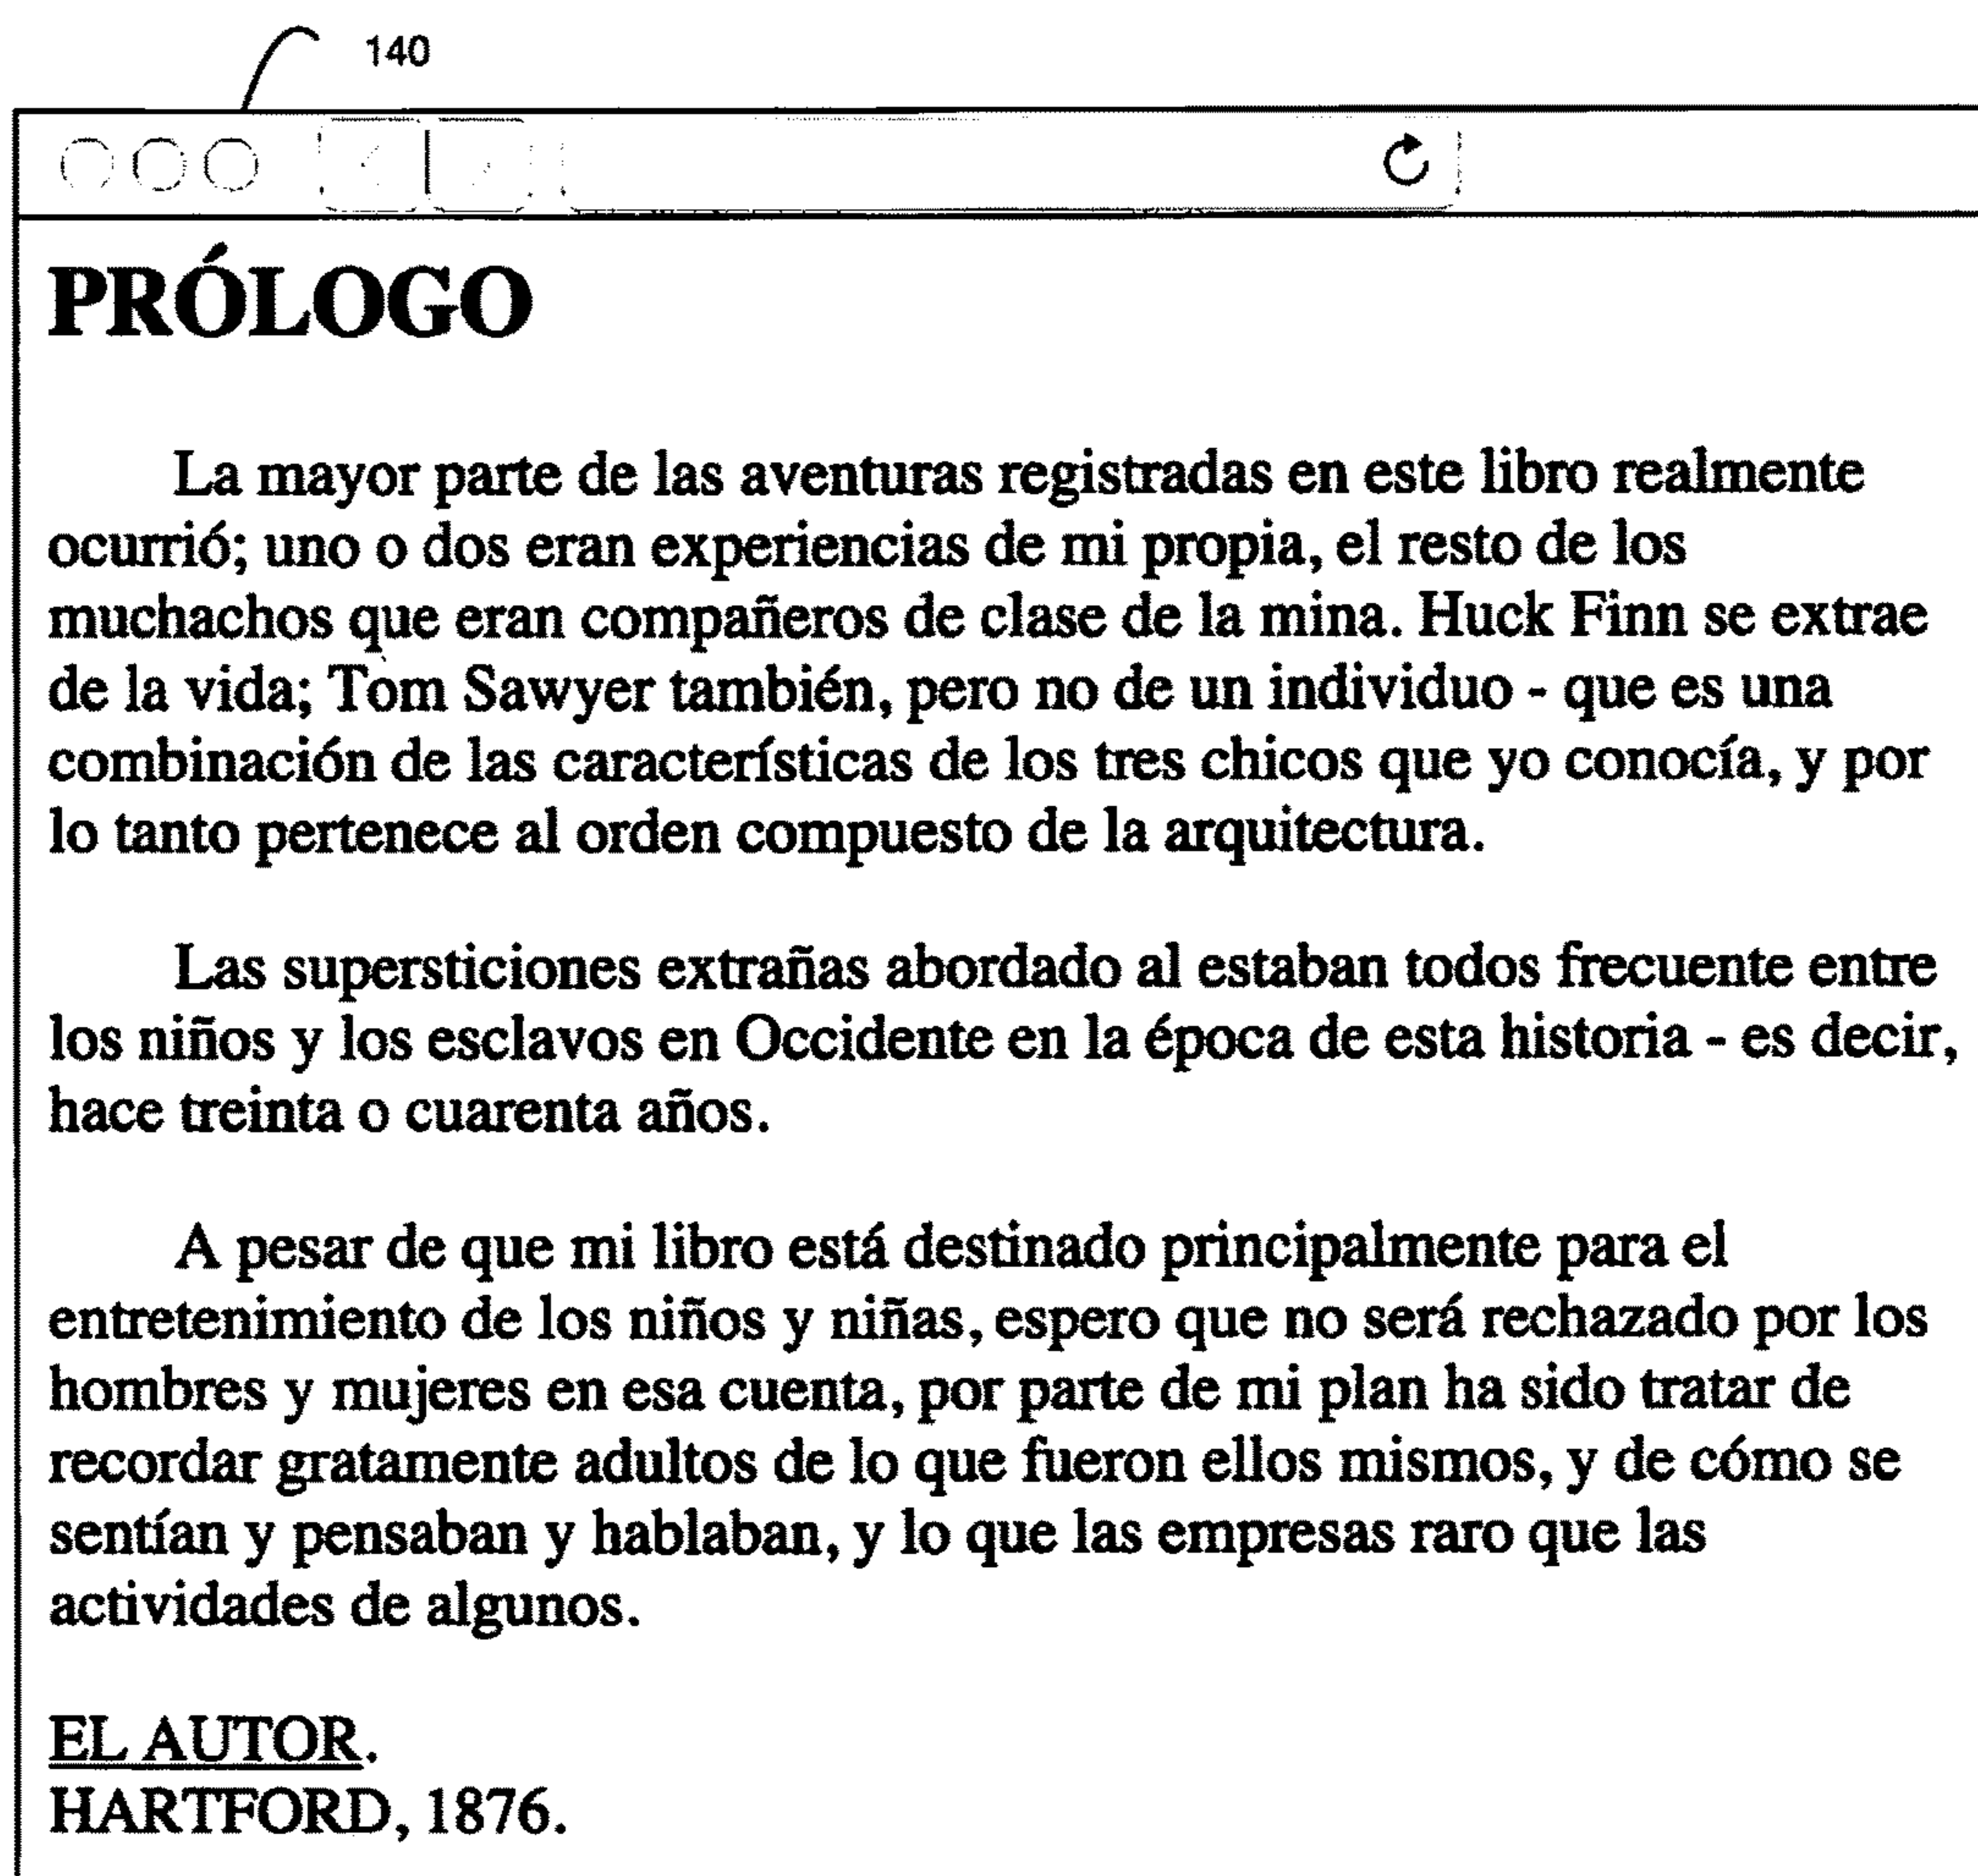 140
PRÓLOGO
La mayor parte de las aventuras registradas en este libro realmente
ocurrió; uno o dos eran experiencias de mi propia, el resto de los
muchachos que eran compañeros de clase de la mina. Huck Finn se extrae
de la vida; Tom Sawyer también, pero no de un individuo - que es una
combinación de las características de los tres chicos que yo conocía, y por
lo tanto pertenece al orden compuesto de la arquitectura.
Las supersticiones extrañas abordado al estaban todos frecuente entre
los niños y los esclavos en Occidente en la época de esta historia - es decir,
hace treinta o cuarenta años.
A pesar de que mi libro está destinado principalmente para el
entretenimiento de los niños y niñas, espero que no será rechazado por los
hombres y mujeres en esa cuenta, por parte de mi plan ha sido tratar de
recordar gratamente adultos de lo que fueron ellos mismos, y de cómo se
sentían y pensaban y hablaban, y lo que las empresas raro que las
actividades de algunos.
EL AUTOR.
HARTFORD, 1876.